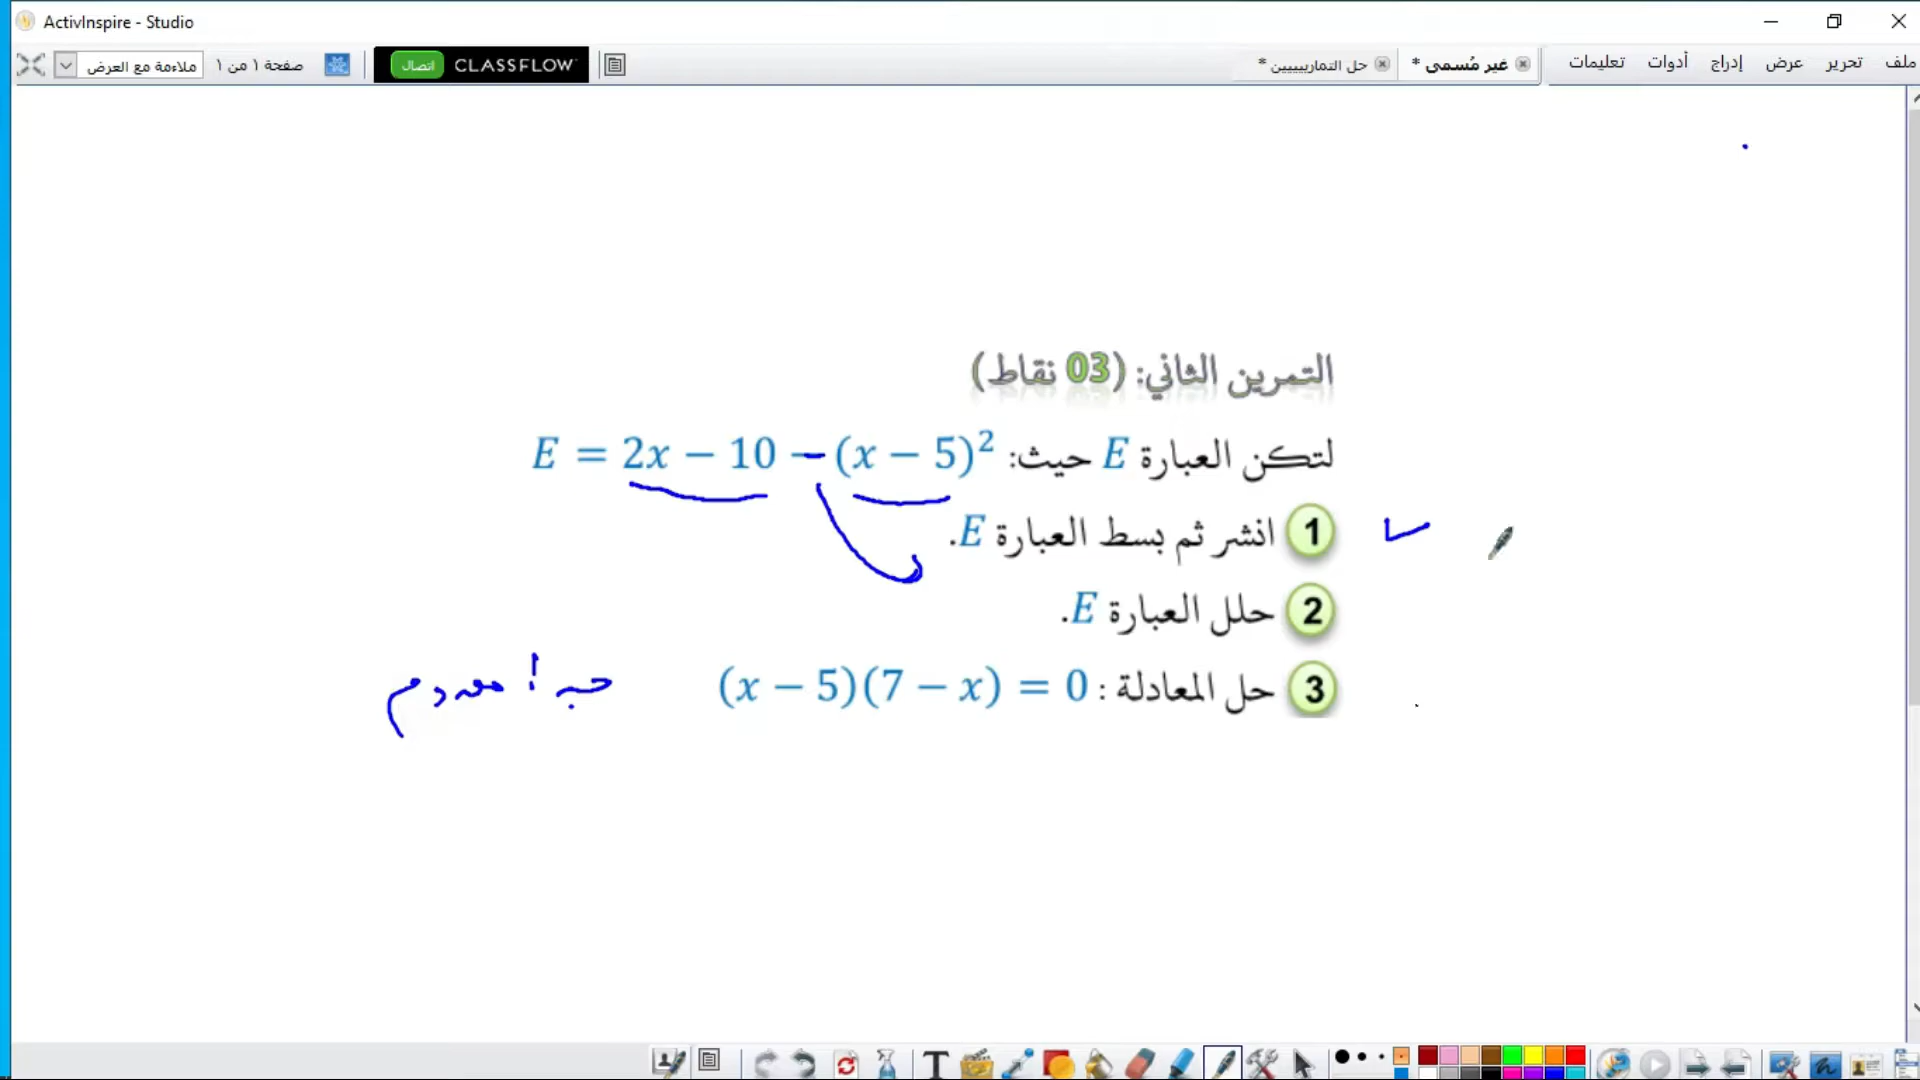 ActivInspire - Studio
ملف تحرير عرض إدراج أدوات تعليمات
غير مُسمى *
حل التماريييين *
CLASSFLOW اتصال
صفحة ١ من ١
ملاءمة مع العرض
التمرين الثاني: (03 نقاط)
لتكن العبارة E حيث: E = 2x − 10 − (x − 5)²
1 انشر ثم بسط العبارة E.
2 حلل العبارة E.
3 حل المعادلة : (x − 5)(7 − x) = 0
معدوم
T